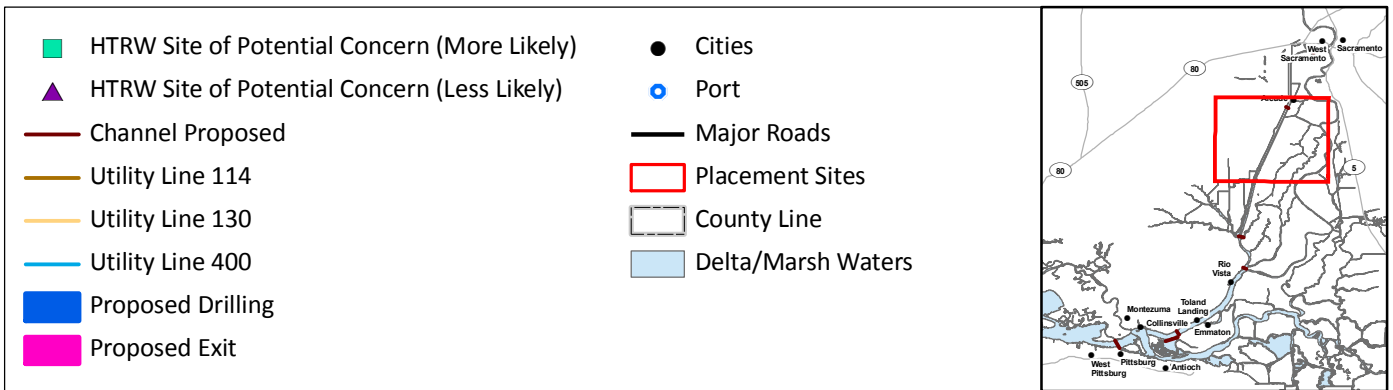 HTRW Site of Potential Concern (More Likely)
HTRW Site of Potential Concern (Less Likely)
Channel Proposed
Utility Line 114
Utility Line 130
Utility Line 400
Proposed Drilling
Proposed Exit
Cities
Port
Major Roads
Placement Sites
County Line
Delta/Marsh Waters
West
Sacramento
Sacramento
80
505
Arcade
80
5
Rio
Vista
Montezuma
Toland
Landing
Collinsville
Emmaton
Pittsburg
West
Pittsburg
Antioch